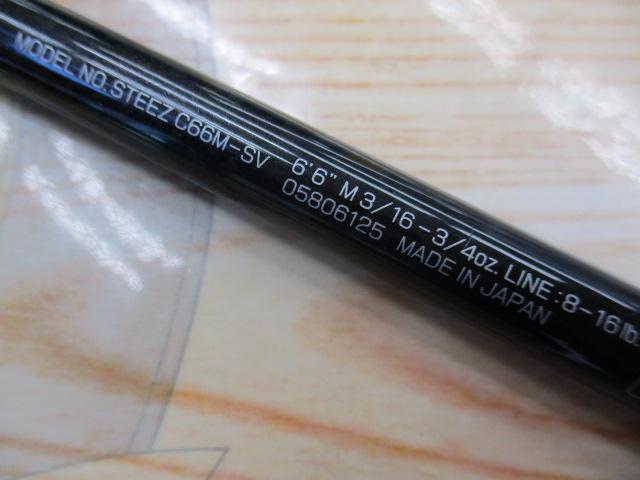 MODEL NO. STEEZ C66M-SV 6'6" M 3/16-3/4oz. LINE:8-16lb.
05806125 MADE IN JAPAN